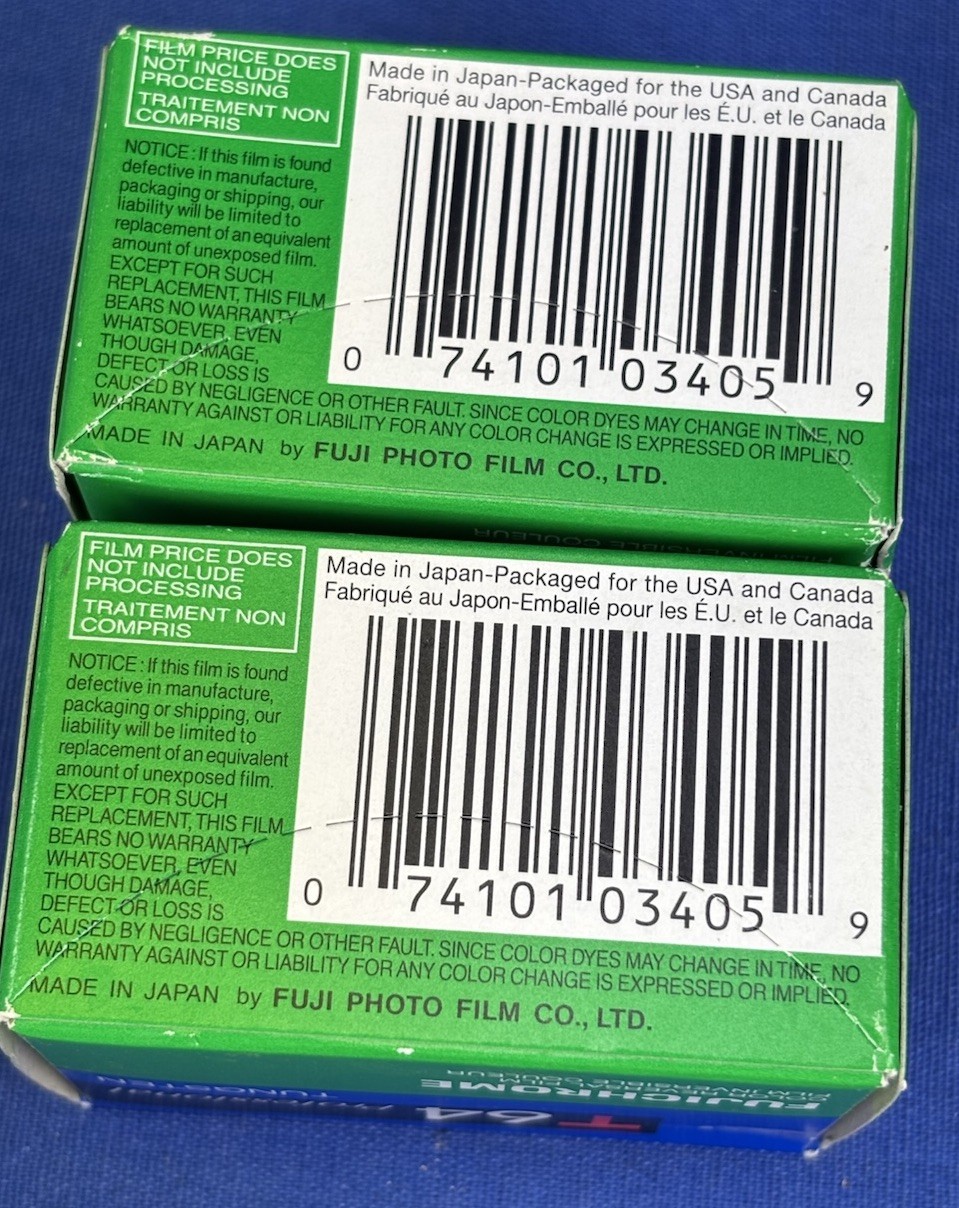 FILM PRICE DOES
NOT INCLUDE
PROCESSING
TRAITEMENT NON
COMPRIS
Made in Japan-Packaged for the USA and Canada
Fabriqué au Japon-Emballé pour les É.U. et le Canada
NOTICE : If this film is found
defective in manufacture,
packaging or shipping, our
liability will be limited to
replacement of an equivalent
amount of unexposed film.
EXCEPT FOR SUCH
REPLACEMENT, THIS FILM
BEARS NO WARRANTY
WHATSOEVER, EVEN
THOUGH DAMAGE,
DEFECT OR LOSS IS
CAUSED BY NEGLIGENCE OR OTHER FAULT. SINCE COLOR DYES MAY CHANGE IN TIME, NO
WARRANTY AGAINST OR LIABILITY FOR ANY COLOR CHANGE IS EXPRESSED OR IMPLIED.
0 74101 03405 9
MADE IN JAPAN by FUJI PHOTO FILM CO., LTD.
FILM INVERSIBLE COULEUR
FILM PRICE DOES
NOT INCLUDE
PROCESSING
TRAITEMENT NON
COMPRIS
Made in Japan-Packaged for the USA and Canada
Fabriqué au Japon-Emballé pour les É.U. et le Canada
NOTICE : If this film is found
defective in manufacture,
packaging or shipping, our
liability will be limited to
replacement of an equivalent
amount of unexposed film.
EXCEPT FOR SUCH
REPLACEMENT, THIS FILM
BEARS NO WARRANTY
WHATSOEVER, EVEN
THOUGH DAMAGE,
DEFECT OR LOSS IS
CAUSED BY NEGLIGENCE OR OTHER FAULT. SINCE COLOR DYES MAY CHANGE IN TIME, NO
WARRANTY AGAINST OR LIABILITY FOR ANY COLOR CHANGE IS EXPRESSED OR IMPLIED.
0 74101 03405 9
MADE IN JAPAN by FUJI PHOTO FILM CO., LTD.
FUJICHROME
FILM INVERSIBLE COULEUR
T 64
TUNGSTEN